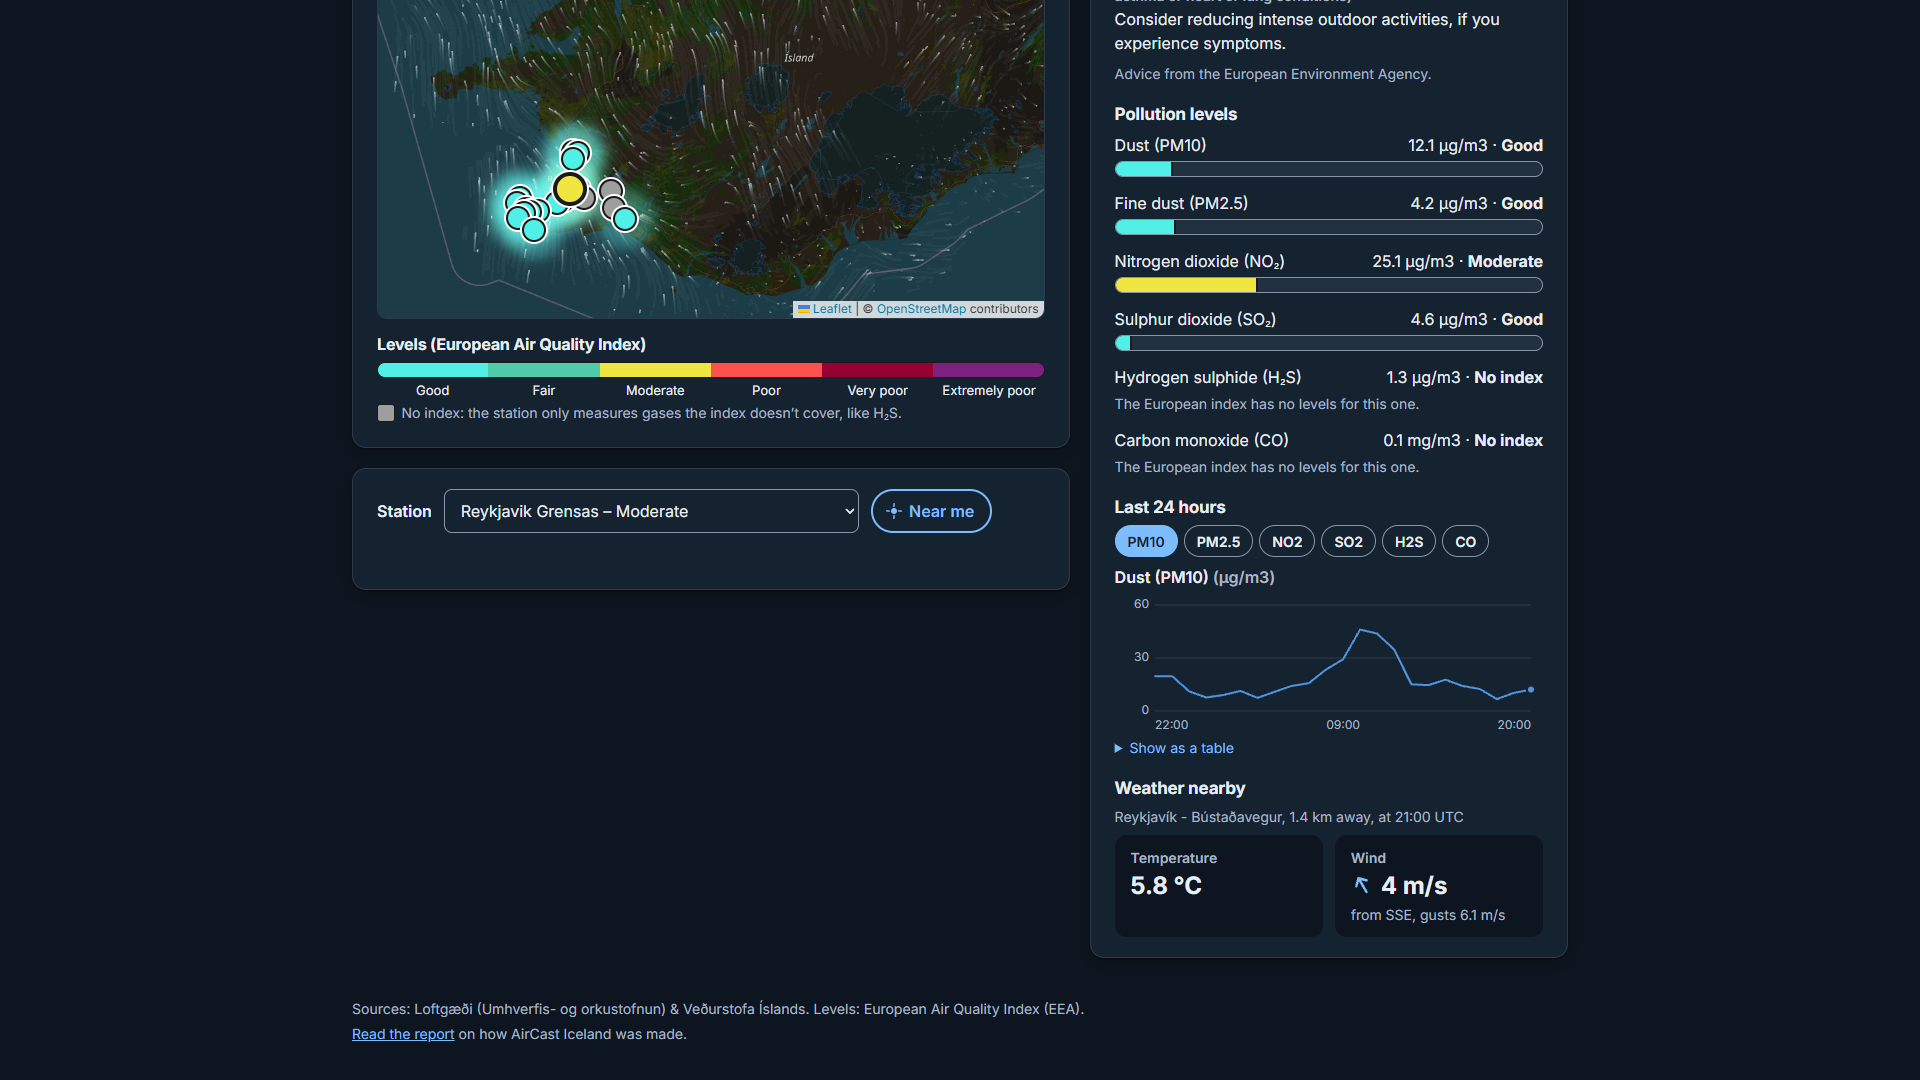 Ísland
Leaflet | © OpenStreetMap contributors
Levels (European Air Quality Index)
Good Fair Moderate Poor Very poor Extremely poor
No index: the station only measures gases the index doesn’t cover, like H₂S.
Station Reykjavik Grensas – Moderate Near me
Consider reducing intense outdoor activities, if you
experience symptoms.
Advice from the European Environment Agency.
Pollution levels
Dust (PM10) 12.1 µg/m3 · Good
Fine dust (PM2.5) 4.2 µg/m3 · Good
Nitrogen dioxide (NO₂) 25.1 µg/m3 · Moderate
Sulphur dioxide (SO₂) 4.6 µg/m3 · Good
Hydrogen sulphide (H₂S) 1.3 µg/m3 · No index
The European index has no levels for this one.
Carbon monoxide (CO) 0.1 mg/m3 · No index
The European index has no levels for this one.
Last 24 hours
PM10 PM2.5 NO2 SO2 H2S CO
Dust (PM10) (µg/m3)
60
30
0
22:00 09:00 20:00
Show as a table
Weather nearby
Reykjavík - Bústaðavegur, 1.4 km away, at 21:00 UTC
Temperature
5.8 °C
Wind
4 m/s
from SSE, gusts 6.1 m/s
Sources: Loftgæði (Umhverfis- og orkustofnun) & Veðurstofa Íslands. Levels: European Air Quality Index (EEA).
Read the report on how AirCast Iceland was made.